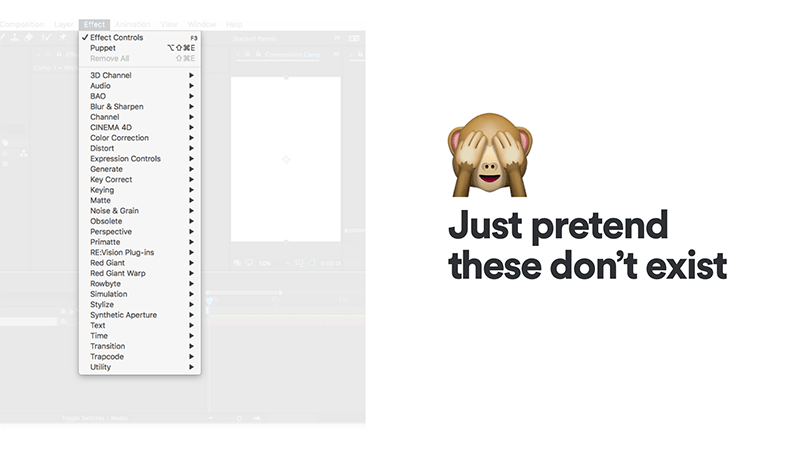 Composition Layer Effect Animation View Window Help
✓ Effect Controls F3
Puppet ⌥⇧⌘E
Remove All ⇧⌘E
3D Channel
Audio
BAO
Blur & Sharpen
Channel
CINEMA 4D
Color Correction
Distort
Expression Controls
Generate
Key Correct
Keying
Matte
Noise & Grain
Obsolete
Perspective
Primatte
RE:Vision Plug-ins
Red Giant
Red Giant Warp
Rowbyte
Simulation
Stylize
Synthetic Aperture
Text
Time
Transition
Trapcode
Utility
Just pretend
these don’t exist